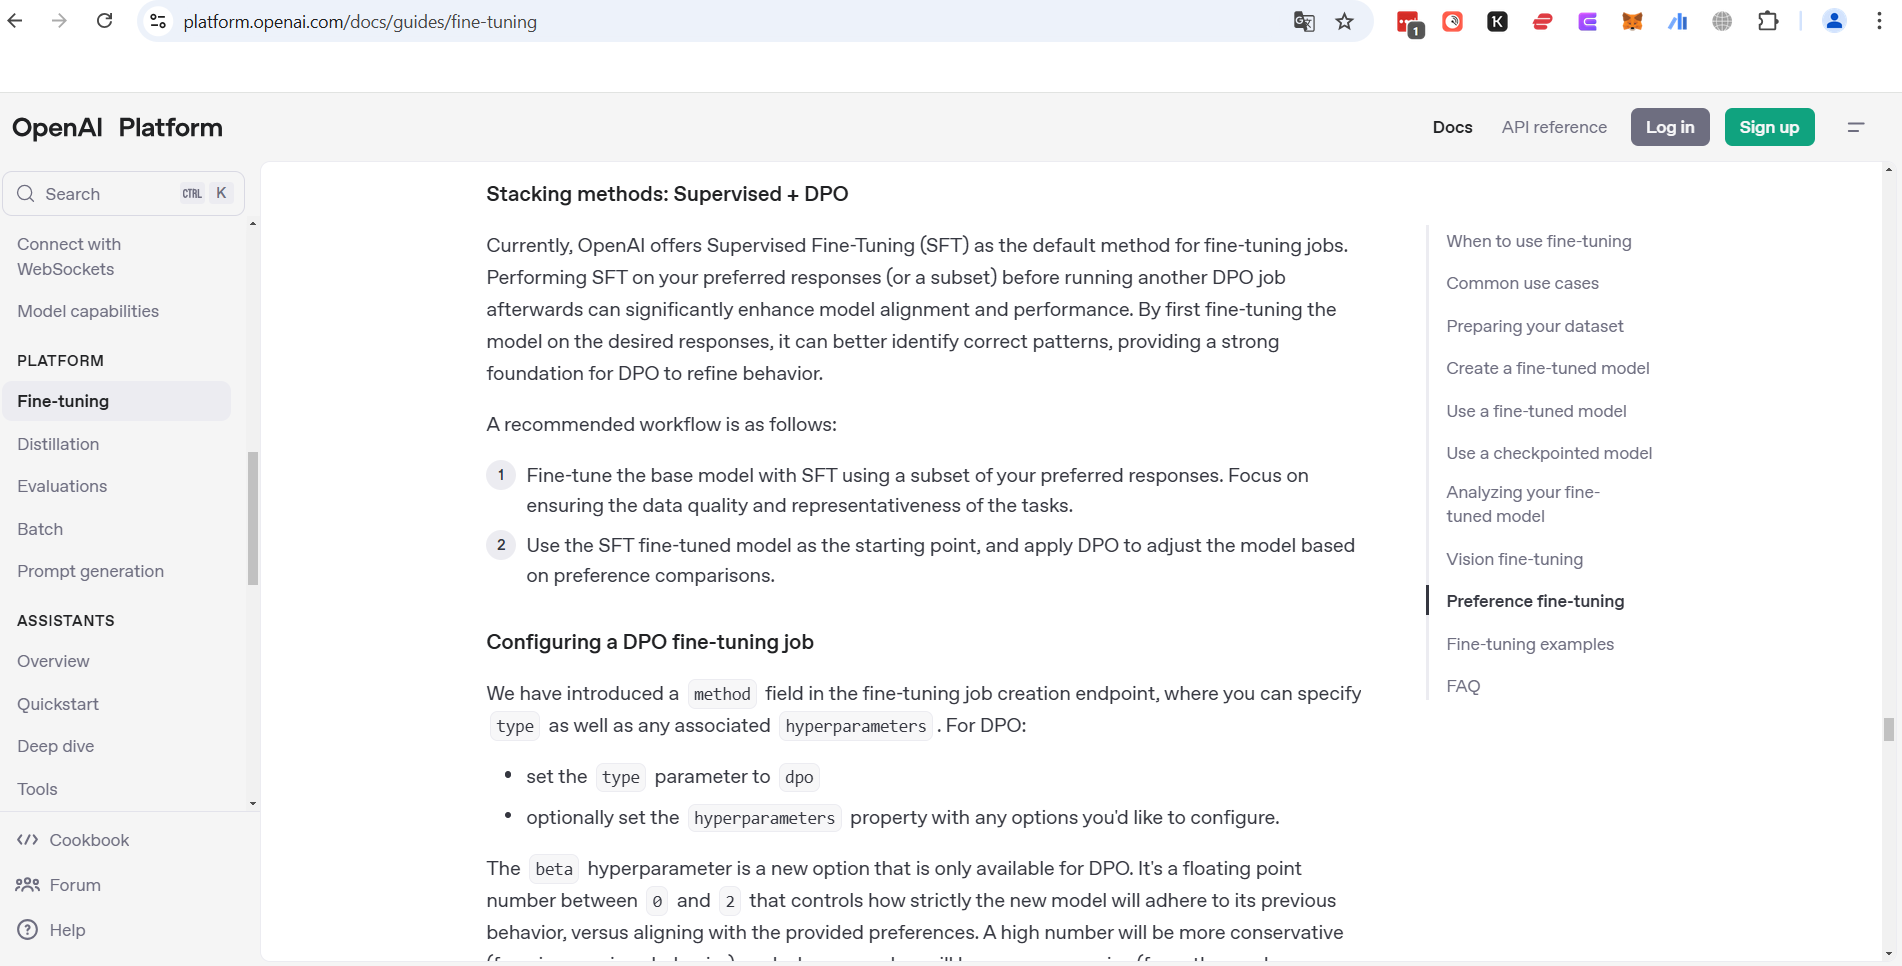 platform.openai.com/docs/guides/fine-tuning
1
OpenAI Platform
Docs
API reference
Log in
Sign up
Search
CTRL
K
Connect with
WebSockets
Model capabilities
PLATFORM
Fine-tuning
Distillation
Evaluations
Batch
Prompt generation
ASSISTANTS
Overview
Quickstart
Deep dive
Tools
Cookbook
Forum
Help
Stacking methods: Supervised + DPO
Currently, OpenAI offers Supervised Fine-Tuning (SFT) as the default method for fine-tuning jobs.
Performing SFT on your preferred responses (or a subset) before running another DPO job
afterwards can significantly enhance model alignment and performance. By first fine-tuning the
model on the desired responses, it can better identify correct patterns, providing a strong
foundation for DPO to refine behavior.
A recommended workflow is as follows:
1 Fine-tune the base model with SFT using a subset of your preferred responses. Focus on
ensuring the data quality and representativeness of the tasks.
2 Use the SFT fine-tuned model as the starting point, and apply DPO to adjust the model based
on preference comparisons.
Configuring a DPO fine-tuning job
We have introduced a method field in the fine-tuning job creation endpoint, where you can specify
type as well as any associated hyperparameters . For DPO:
• set the type parameter to dpo
• optionally set the hyperparameters property with any options you'd like to configure.
The beta hyperparameter is a new option that is only available for DPO. It's a floating point
number between 0 and 2 that controls how strictly the new model will adhere to its previous
behavior, versus aligning with the provided preferences. A high number will be more conservative
When to use fine-tuning
Common use cases
Preparing your dataset
Create a fine-tuned model
Use a fine-tuned model
Use a checkpointed model
Analyzing your fine-
tuned model
Vision fine-tuning
Preference fine-tuning
Fine-tuning examples
FAQ